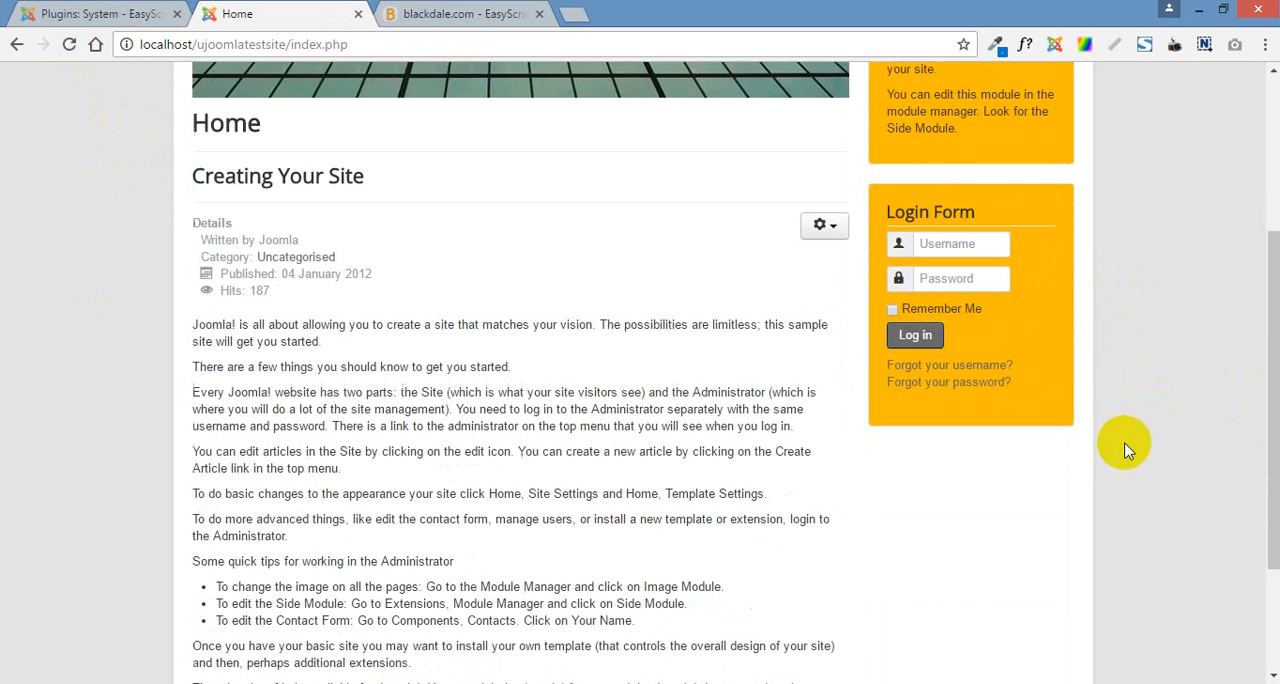 Plugins: System - EasySc
Home
blackdale.com - EasyScri
localhost/ujoomlatestsite/index.php
f?
your site.
You can edit this module in the
module manager. Look for the
Side Module.
Home
Creating Your Site
Details
Written by Joomla
Category: Uncategorised
Published: 04 January 2012
Hits: 187
Login Form
Username
Password
Remember Me
Log in
Forgot your username?
Forgot your password?
Joomla! is all about allowing you to create a site that matches your vision. The possibilities are limitless; this sample
site will get you started.
There are a few things you should know to get you started.
Every Joomla! website has two parts: the Site (which is what your site visitors see) and the Administrator (which is
where you will do a lot of the site management). You need to log in to the Administrator separately with the same
username and password. There is a link to the administrator on the top menu that you will see when you log in.
You can edit articles in the Site by clicking on the edit icon. You can create a new article by clicking on the Create
Article link in the top menu.
To do basic changes to the appearance your site click Home, Site Settings and Home, Template Settings.
To do more advanced things, like edit the contact form, manage users, or install a new template or extension, login to
the Administrator.
Some quick tips for working in the Administrator
• To change the image on all the pages: Go to the Module Manager and click on Image Module.
• To edit the Side Module: Go to Extensions, Module Manager and click on Side Module.
• To edit the Contact Form: Go to Components, Contacts. Click on Your Name.
Once you have your basic site you may want to install your own template (that controls the overall design of your site)
and then, perhaps additional extensions.